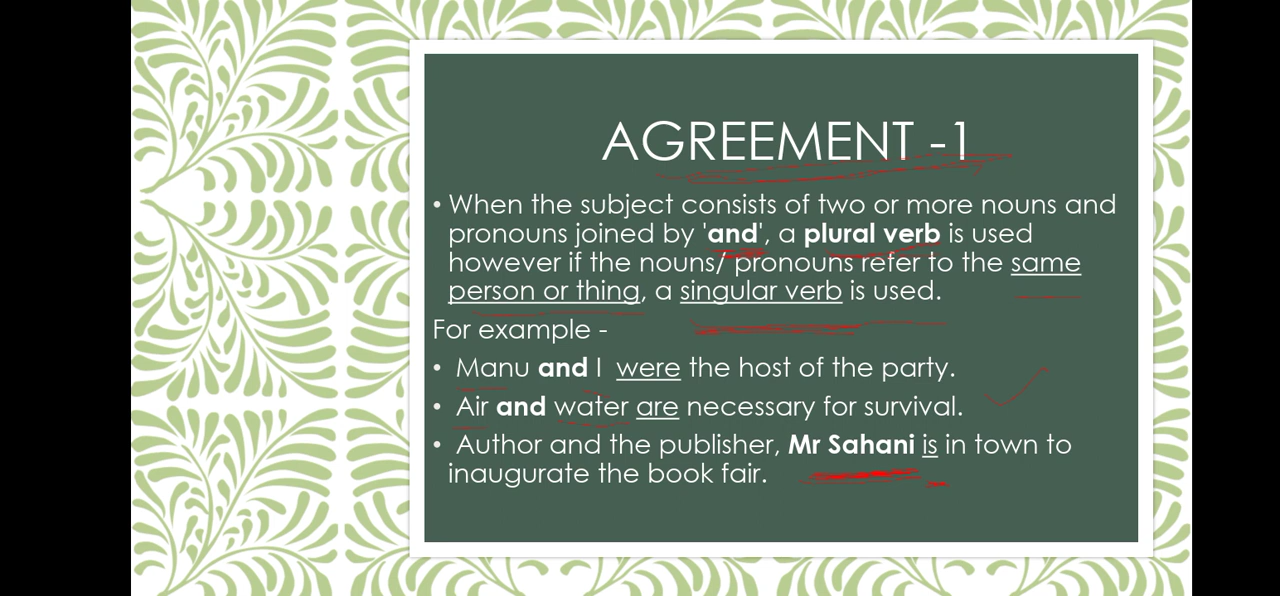 AGREEMENT -1
• When the subject consists of two or more nouns and
pronouns joined by 'and', a plural verb is used
however if the nouns/ pronouns refer to the same
person or thing, a singular verb is used.
For example -
• Manu and I were the host of the party.
• Air and water are necessary for survival.
• Author and the publisher, Mr Sahani is in town to
inaugurate the book fair.